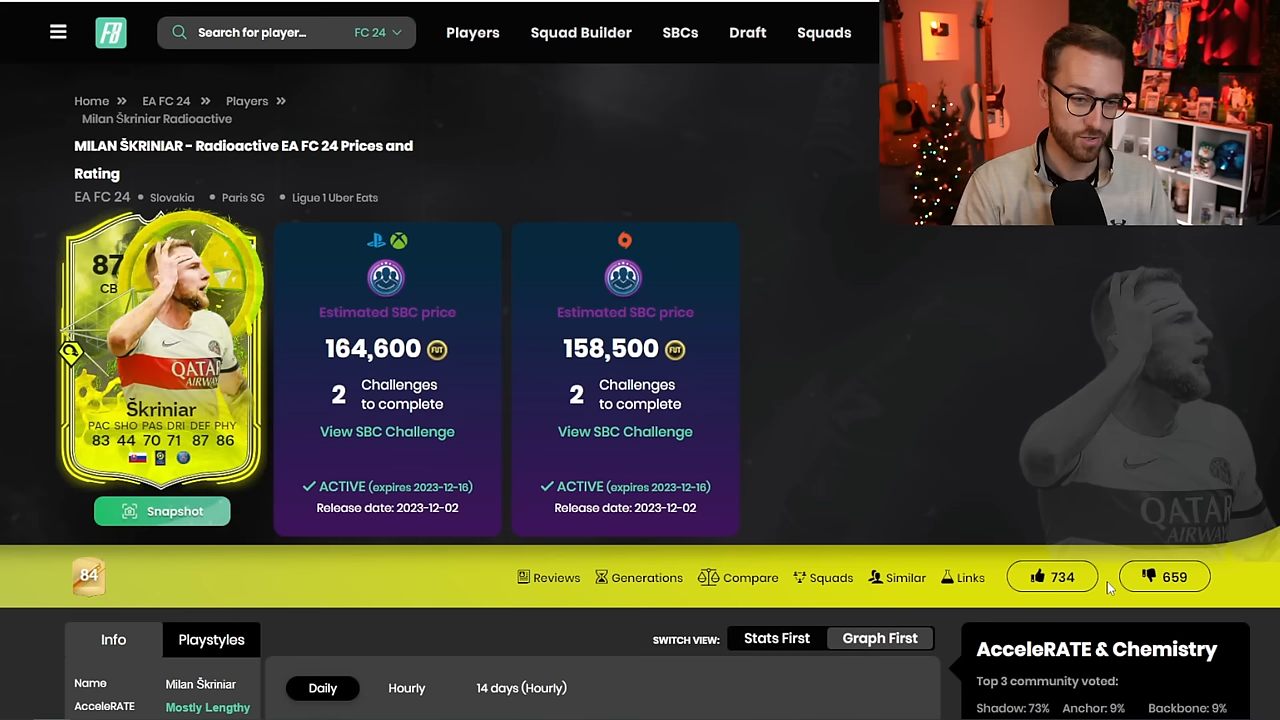 FB
Search for player...
FC 24
Players
Squad Builder
SBCs
Draft
Squads
Home » EA FC 24 » Players »
Milan Škriniar Radioactive
MILAN ŠKRINIAR - Radioactive EA FC 24 Prices and
Rating
EA FC 24 • Slovakia • Paris SG • Ligue 1 Uber Eats
87
CB
QATAR
AIRWAY
Škriniar
PAC SHO PAS DRI DEF PHY
83 44 70 71 87 86
Snapshot
Estimated SBC price
164,600 FUT
2 Challenges
to complete
View SBC Challenge
ACTIVE (expires 2023-12-16)
Release date: 2023-12-02
Estimated SBC price
158,500 FUT
2 Challenges
to complete
View SBC Challenge
ACTIVE (expires 2023-12-16)
Release date: 2023-12-02
QATAR
AIRWAY
84
Reviews
Generations
Compare
Squads
Similar
Links
734
659
Info
Playstyles
Name
Milan Škriniar
AcceleRATE
Mostly Lengthy
SWITCH VIEW:
Stats First
Graph First
Daily
Hourly
14 days (Hourly)
AcceleRATE & Chemistry
Top 3 community voted:
Shadow: 73% Anchor: 9% Backbone: 9%